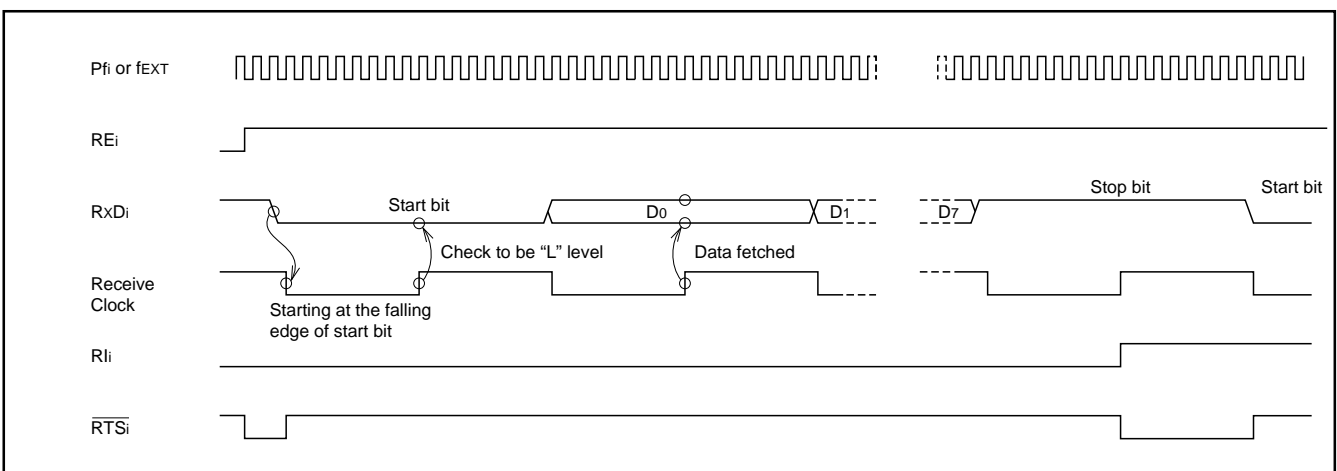 Pfi or fEXT
REi
RxDi
Start bit
D0
D1
D7
Stop bit
Start bit
Check to be “L” level
Data fetched
Receive
Clock
Starting at the falling
edge of start bit
RIi
RTSi